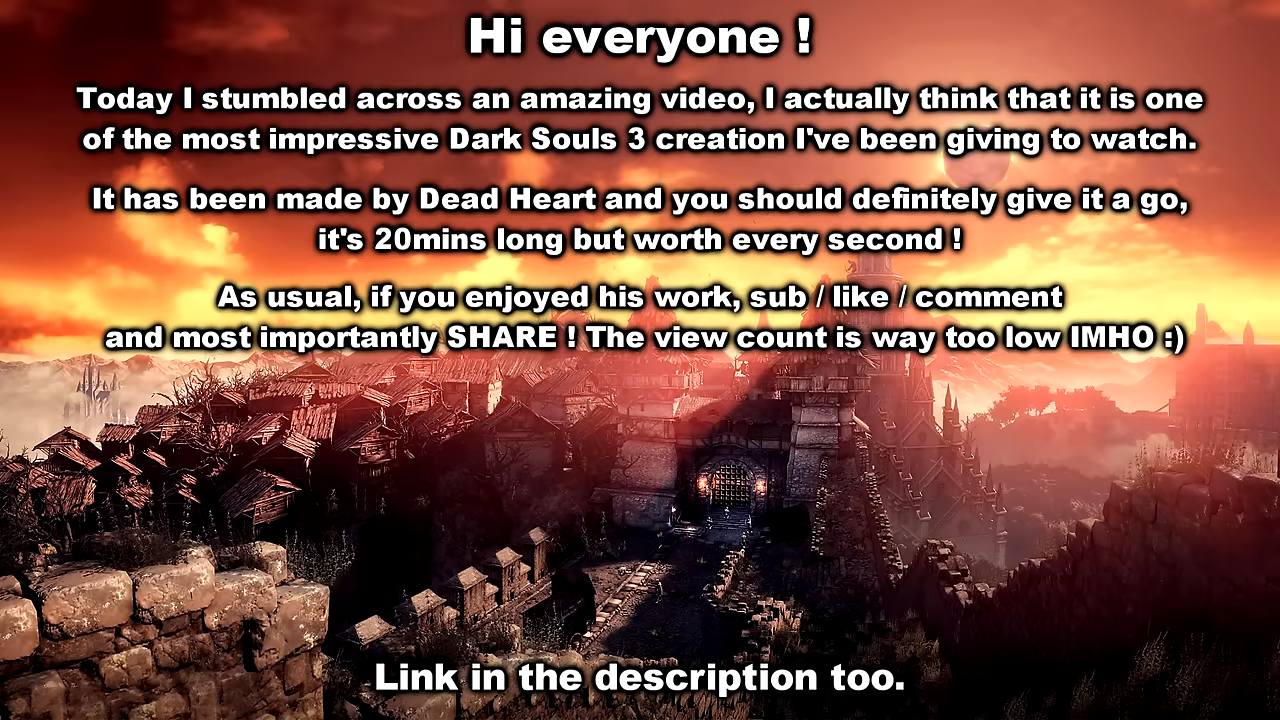 Hi everyone !
Today I stumbled across an amazing video, I actually think that it is one
of the most impressive Dark Souls 3 creation I've been giving to watch.
It has been made by Dead Heart and you should definitely give it a go,
it's 20mins long but worth every second !
As usual, if you enjoyed his work, sub / like / comment
and most importantly SHARE ! The view count is way too low IMHO :)
Link in the description too.